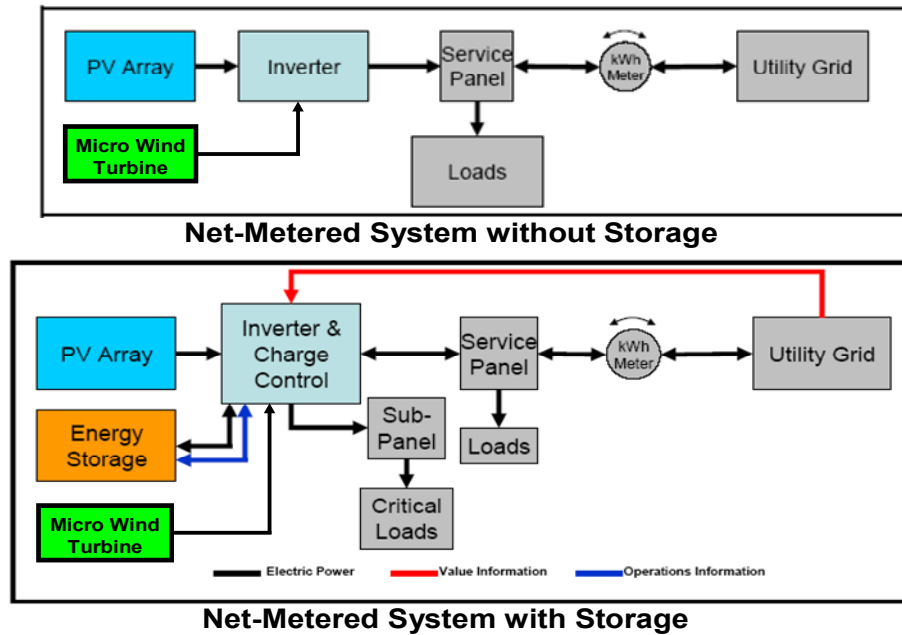 PV Array
Inverter
Service
Panel
kWh
Meter
Utility Grid
Micro Wind
Turbine
Loads
Net-Metered System without Storage
PV Array
Inverter &
Charge
Control
Service
Panel
kWh
Meter
Utility Grid
Energy
Storage
Sub-
Panel
Loads
Micro Wind
Turbine
Critical
Loads
Electric Power
Value Information
Operations Information
Net-Metered System with Storage